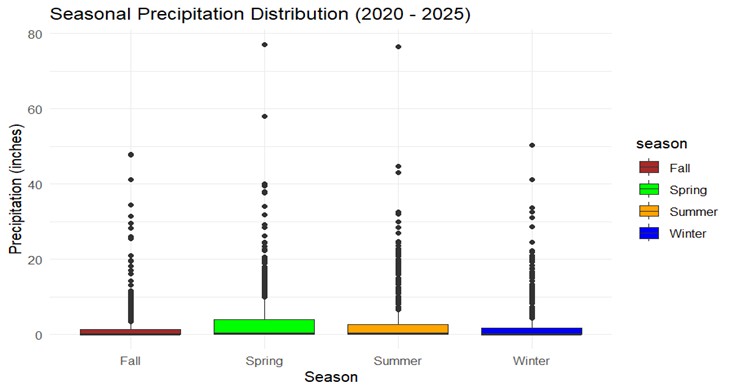 Seasonal Precipitation Distribution (2020 - 2025)
Precipitation (inches)
80
60
40
20
0
Fall Spring Summer Winter
Season
season
Fall
Spring
Summer
Winter